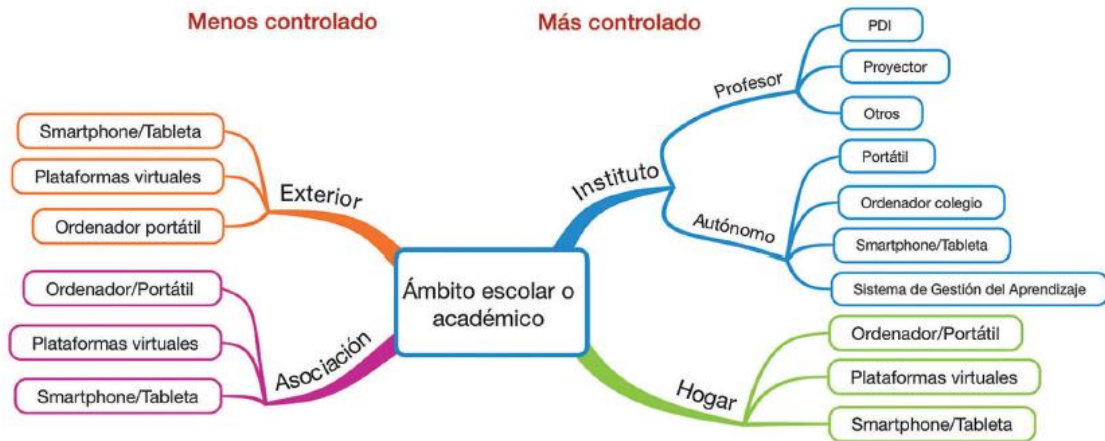 Menos controlado
Más controlado
Smartphone/Tableta
Plataformas virtuales
Ordenador portátil
Exterior
Ordenador/Portátil
Plataformas virtuales
Smartphone/Tableta
Asociación
Ámbito escolar o
académico
Instituto
Profesor
PDI
Proyector
Otros
Autónomo
Portátil
Ordenador colegio
Smartphone/Tableta
Sistema de Gestión del Aprendizaje
Hogar
Ordenador/Portátil
Plataformas virtuales
Smartphone/Tableta